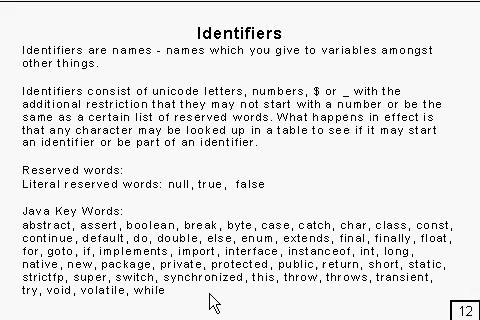 Identifiers
Identifiers are names - names which you give to variables amongst
other things.
Identifiers consist of unicode letters, numbers, $ or _ with the
additional restriction that they may not start with a number or be the
same as a certain list of reserved words. What happens in effect is
that any character may be looked up in a table to see if it may start
an identifier or be part of an identifier.
Reserved words:
Literal reserved words: null, true, false
Java Key Words:
abstract, assert, boolean, break, byte, case, catch, char, class, const,
continue, default, do, double, else, enum, extends, final, finally, float,
for, goto, if, implements, import, interface, instanceof, int, long,
native, new, package, private, protected, public, return, short, static,
strictfp, super, switch, synchronized, this, throw, throws, transient,
try, void, volatile, while
12